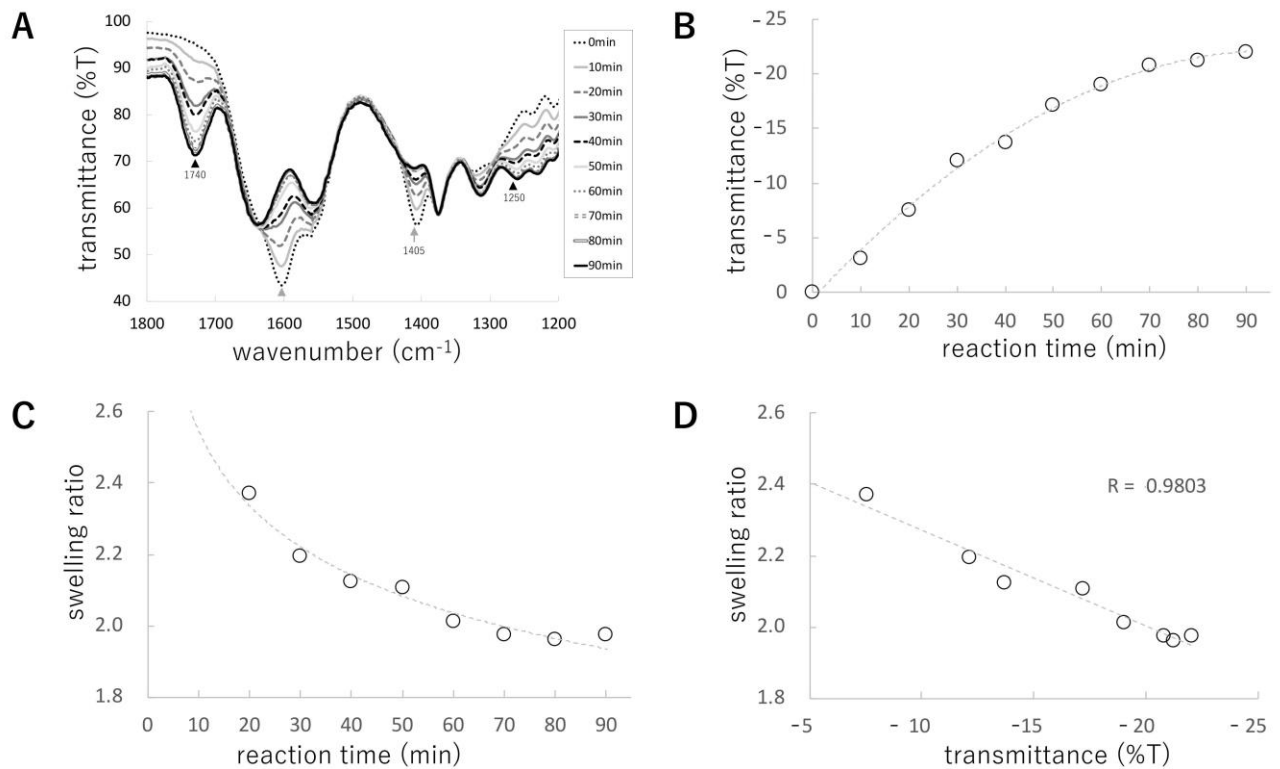 A
transmittance (%T)
100
90
80
70
60
50
40
1740
1405
1250
0min
10min
20min
30min
40min
50min
60min
70min
80min
90min
1800 1700 1600 1500 1400 1300 1200
wavenumber (cm⁻¹)
B
transmittance (%T)
-25
-20
-15
-10
-5
0
0 10 20 30 40 50 60 70 80 90
reaction time (min)
C
swelling ratio
2.6
2.4
2.2
2.0
1.8
0 10 20 30 40 50 60 70 80 90
reaction time (min)
D
swelling ratio
2.6
2.4
2.2
2.0
1.8
R = 0.9803
-5 -10 -15 -20 -25
transmittance (%T)